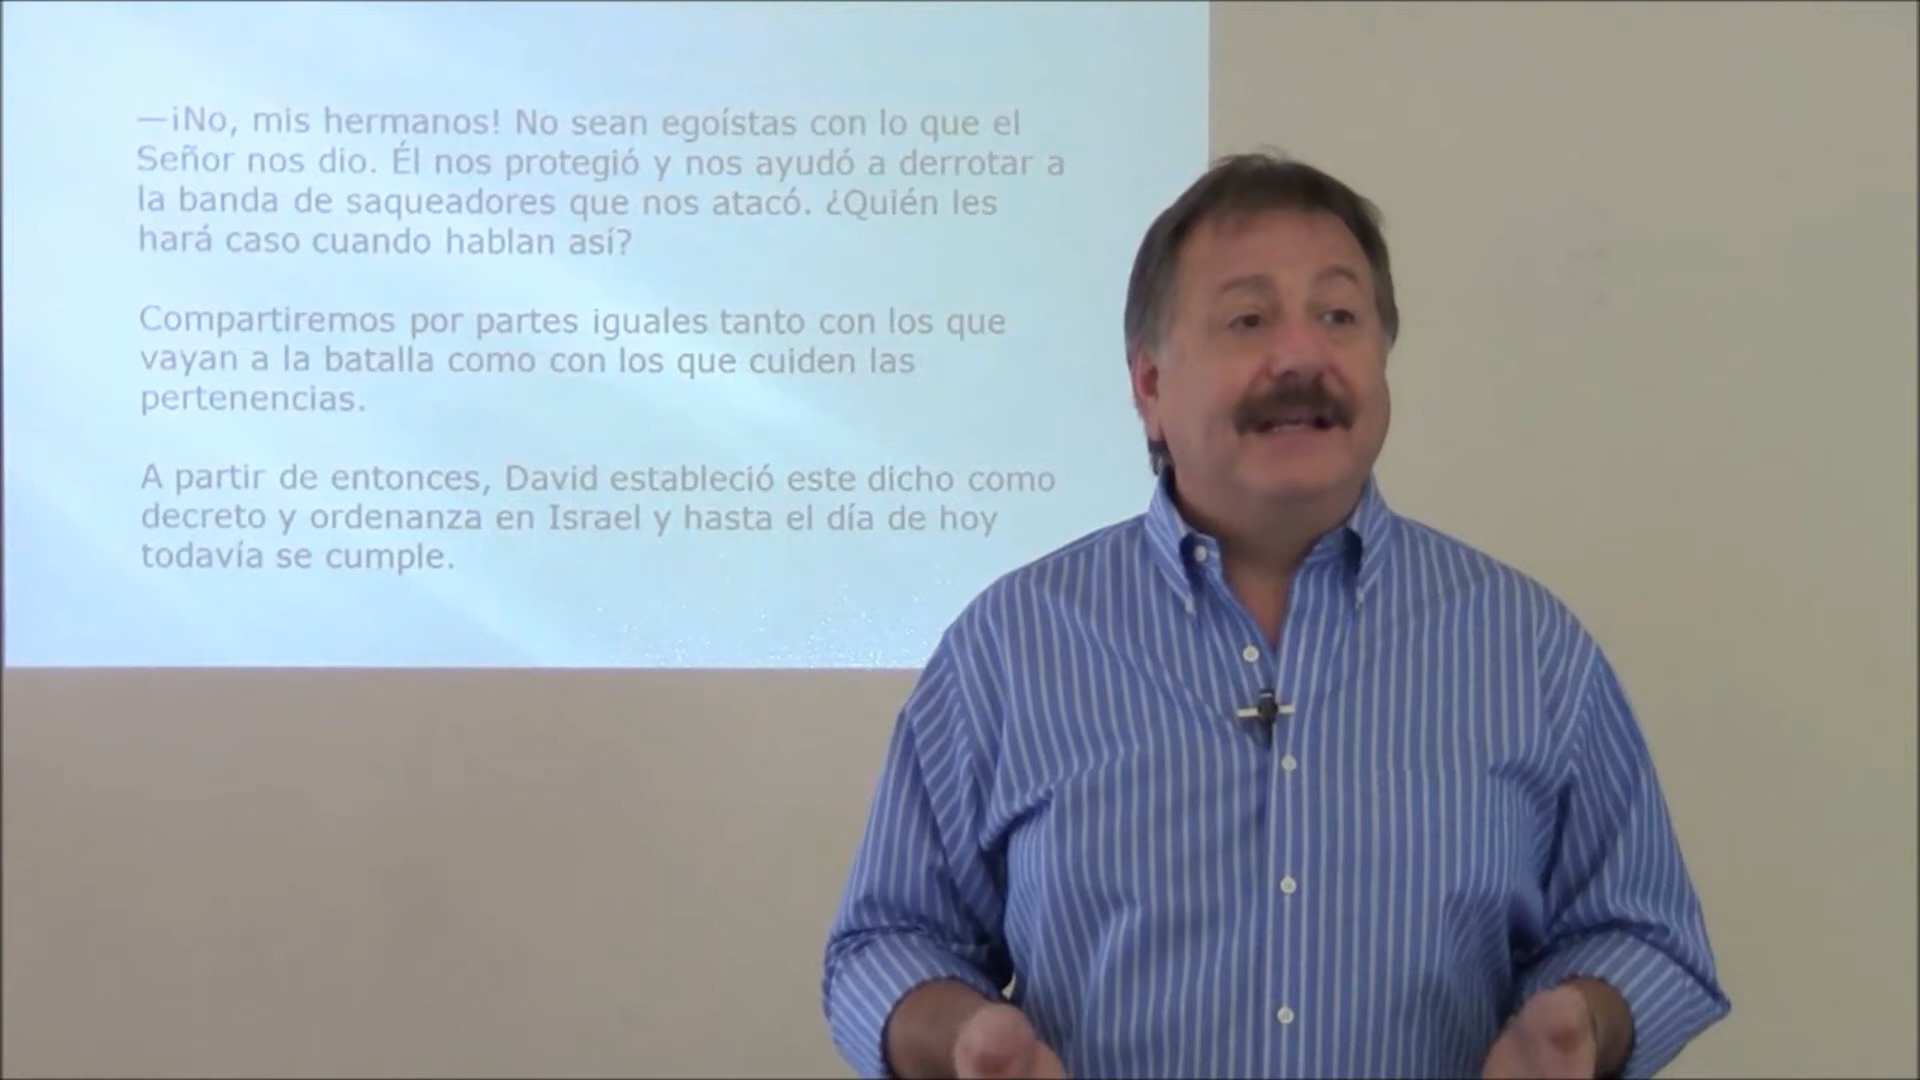 —¡No, mis hermanos! No sean egoístas con lo que el
Señor nos dio. Él nos protegió y nos ayudó a derrotar a
la banda de saqueadores que nos atacó. ¿Quién les
hará caso cuando hablan así?
Compartiremos por partes iguales tanto con los que
vayan a la batalla como con los que cuiden las
pertenencias.
A partir de entonces, David estableció este dicho como
decreto y ordenanza en Israel y hasta el día de hoy
todavía se cumple.